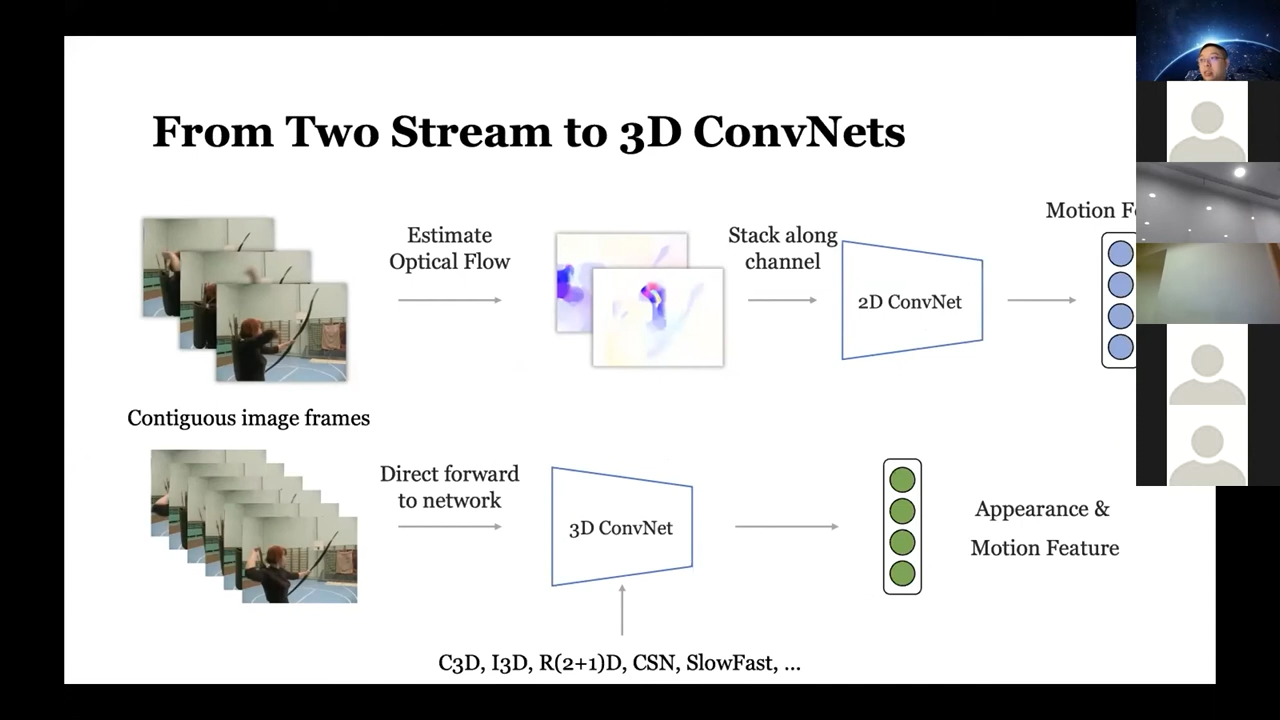 From Two Stream to 3D ConvNets
Estimate
Optical Flow
Stack along
channel
2D ConvNet
Motion
Contiguous image frames
Direct forward
to network
3D ConvNet
Appearance &
Motion Feature
C3D, I3D, R(2+1)D, CSN, SlowFast, ...